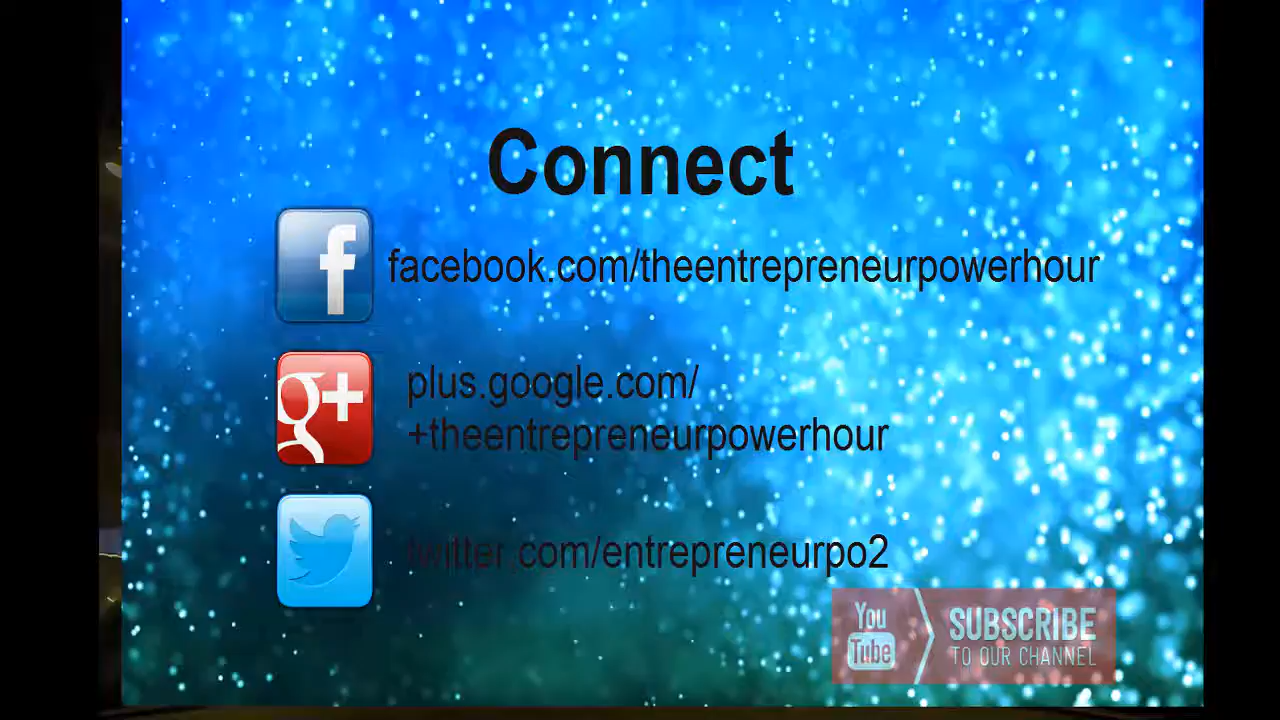 Connect
f
facebook.com/theentrepreneurpowerhour
g+
plus.google.com/
+theentrepreneurpowerhour
twitter.com/entrepreneurpo2
You
Tube
SUBSCRIBE
TO OUR CHANNEL